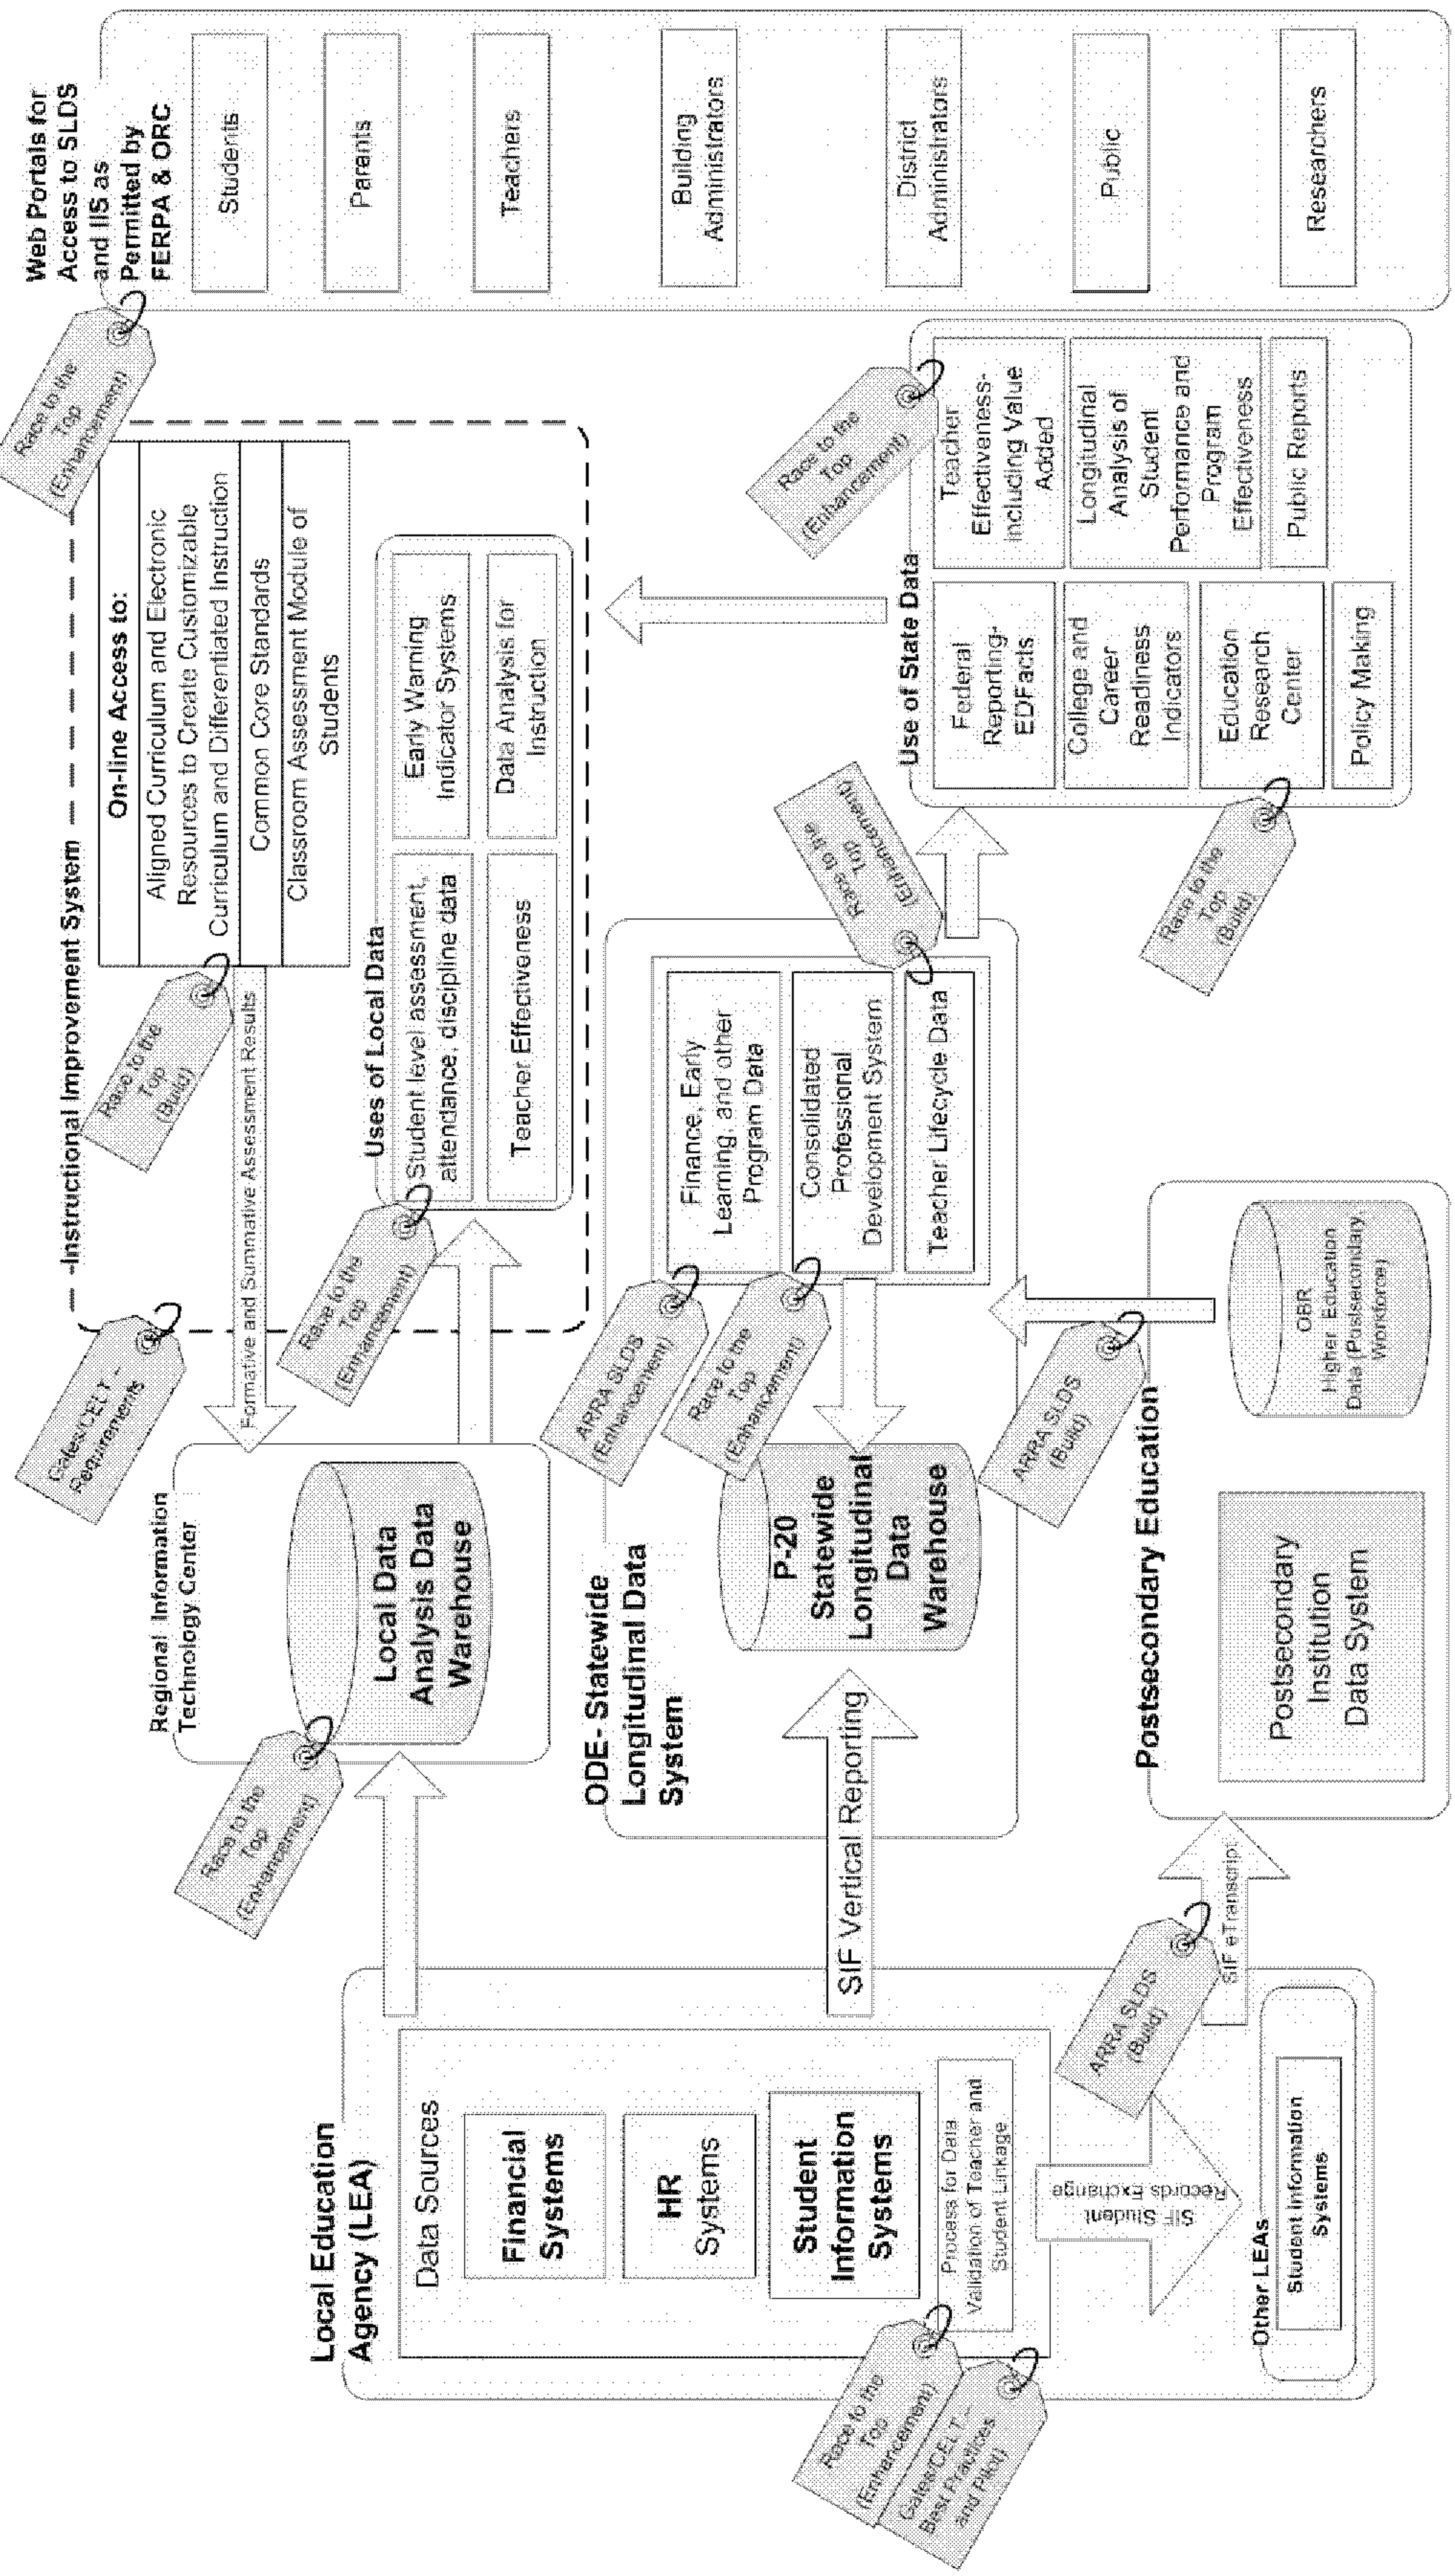 Local Education
Agency (LEA)
Data Sources
Financial
Systems
HR
Systems
Student
Information
Systems
Process for Data
Validation of Teacher and
Student Linkage
Race to the
Top
(Enhancement)
Gates/CELT –
Best Practices
and Pilot)
SIF Student
Records Exchange
Other LEAs
Student Information
Systems
ARRA SLDS
(Build)
SIF eTranscript
SIF Vertical Reporting
Race to the
Top
(Enhancement)
Regional Information
Technology Center
Local Data
Analysis Data
Warehouse
Gates/CELT –
Requirements
ODE- Statewide
Longitudinal Data
System
P-20
Statewide
Longitudinal
Data
Warehouse
ARRA SLDS
(Enhancement)
Race to the
Top
(Enhancement)
Finance, Early
Learning, and other
Program Data
Consolidated
Professional
Development System
Teacher Lifecycle Data
Race to the
Top
(Enhancement)
Postsecondary Education
Postsecondary
Institution
Data System
OBR
Higher Education
Data (Postsecondary,
Workforce)
ARRA SLDS
(Build)
Instructional Improvement System
On-line Access to:
Aligned Curriculum and Electronic
Resources to Create Customizable
Curriculum and Differentiated Instruction
Common Core Standards
Classroom Assessment Module of
Students
Race to the
Top
(Build)
Formative and Summative Assessment Results
Uses of Local Data
Student level assessment,
attendance, discipline data
Early Warning
Indicator Systems
Teacher Effectiveness
Data Analysis for
Instruction
Race to the
Top
(Enhancement)
Use of State Data
Federal
Reporting-
EDFacts
Teacher
Effectiveness-
Including Value
Added
College and
Career
Readiness
Indicators
Longitudinal
Analysis of
Student
Performance and
Program
Effectiveness
Education
Research
Center
Public Reports
Policy Making
Race to the
Top
(Enhancement)
Race to the
Top
(Build)
Web Portals for
Access to SLDS
and IIS as
Permitted by
FERPA & ORC
Race to the
Top
(Enhancement)
Students
Parents
Teachers
Building
Administrators
District
Administrators
Public
Researchers